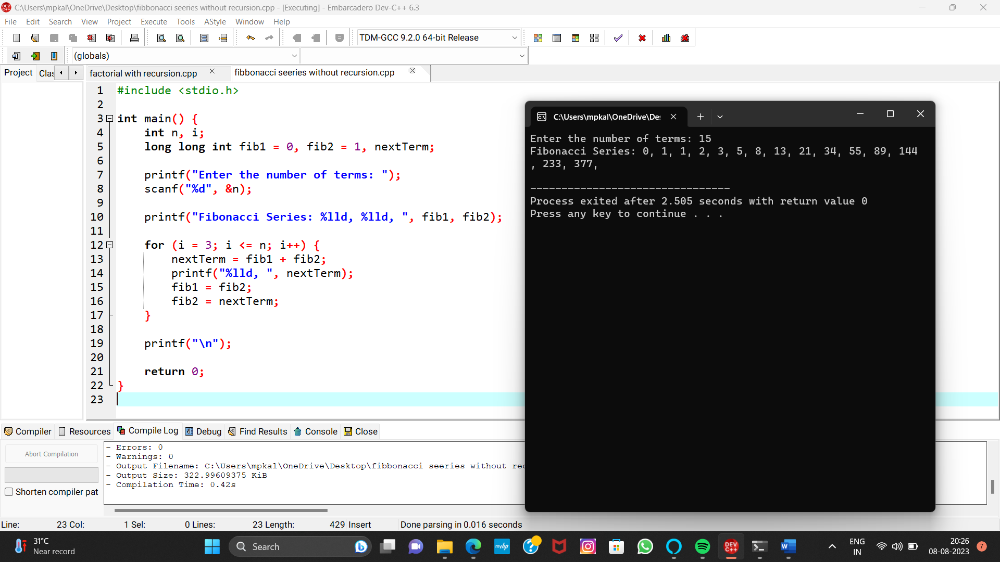 C:\Users\mpkal\OneDrive\Desktop\fibbonacci seeries without recursion.cpp - [Executing] - Embarcadero Dev-C++ 6.3
File Edit Search View Project Execute Tools AStyle Window Help
TDM-GCC 9.2.0 64-bit Release
(globals)
Project Clas factorial with recursion.cpp fibbonacci seeries without recursion.cpp
1 #include <stdio.h>
2
3 int main() {
4 int n, i;
5 long long int fib1 = 0, fib2 = 1, nextTerm;
6
7 printf("Enter the number of terms: ");
8 scanf("%d", &n);
9
10 printf("Fibonacci Series: %lld, %lld, ", fib1, fib2);
11
12 for (i = 3; i <= n; i++) {
13 nextTerm = fib1 + fib2;
14 printf("%lld, ", nextTerm);
15 fib1 = fib2;
16 fib2 = nextTerm;
17 }
18
19 printf("\n");
20
21 return 0;
22 }
23
C:\Users\mpkal\OneDrive\Des
Enter the number of terms: 15
Fibonacci Series: 0, 1, 1, 2, 3, 5, 8, 13, 21, 34, 55, 89, 144
, 233, 377,
--------------------------------
Process exited after 2.505 seconds with return value 0
Press any key to continue . . .
Compiler Resources Compile Log Debug Find Results Console Close
Abort Compilation
Shorten compiler pat
- Errors: 0
- Warnings: 0
- Output Filename: C:\Users\mpkal\OneDrive\Desktop\fibbonacci seeries without rec
- Output Size: 322.99609375 KiB
- Compilation Time: 0.42s
Line: 23 Col: 1 Sel: 0 Lines: 23 Length: 429 Insert Done parsing in 0.016 seconds
31°C
Near record
Search
myhp
DEV C++
ENG
IN
20:26
08-08-2023
7